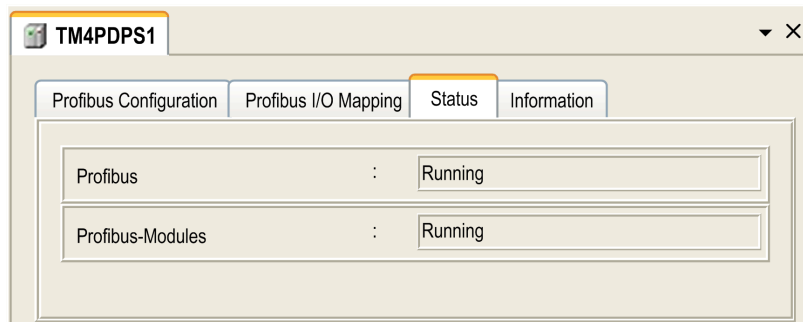 TM4PDPS1
Profibus Configuration Profibus I/O Mapping Status Information
Profibus : Running
Profibus-Modules : Running